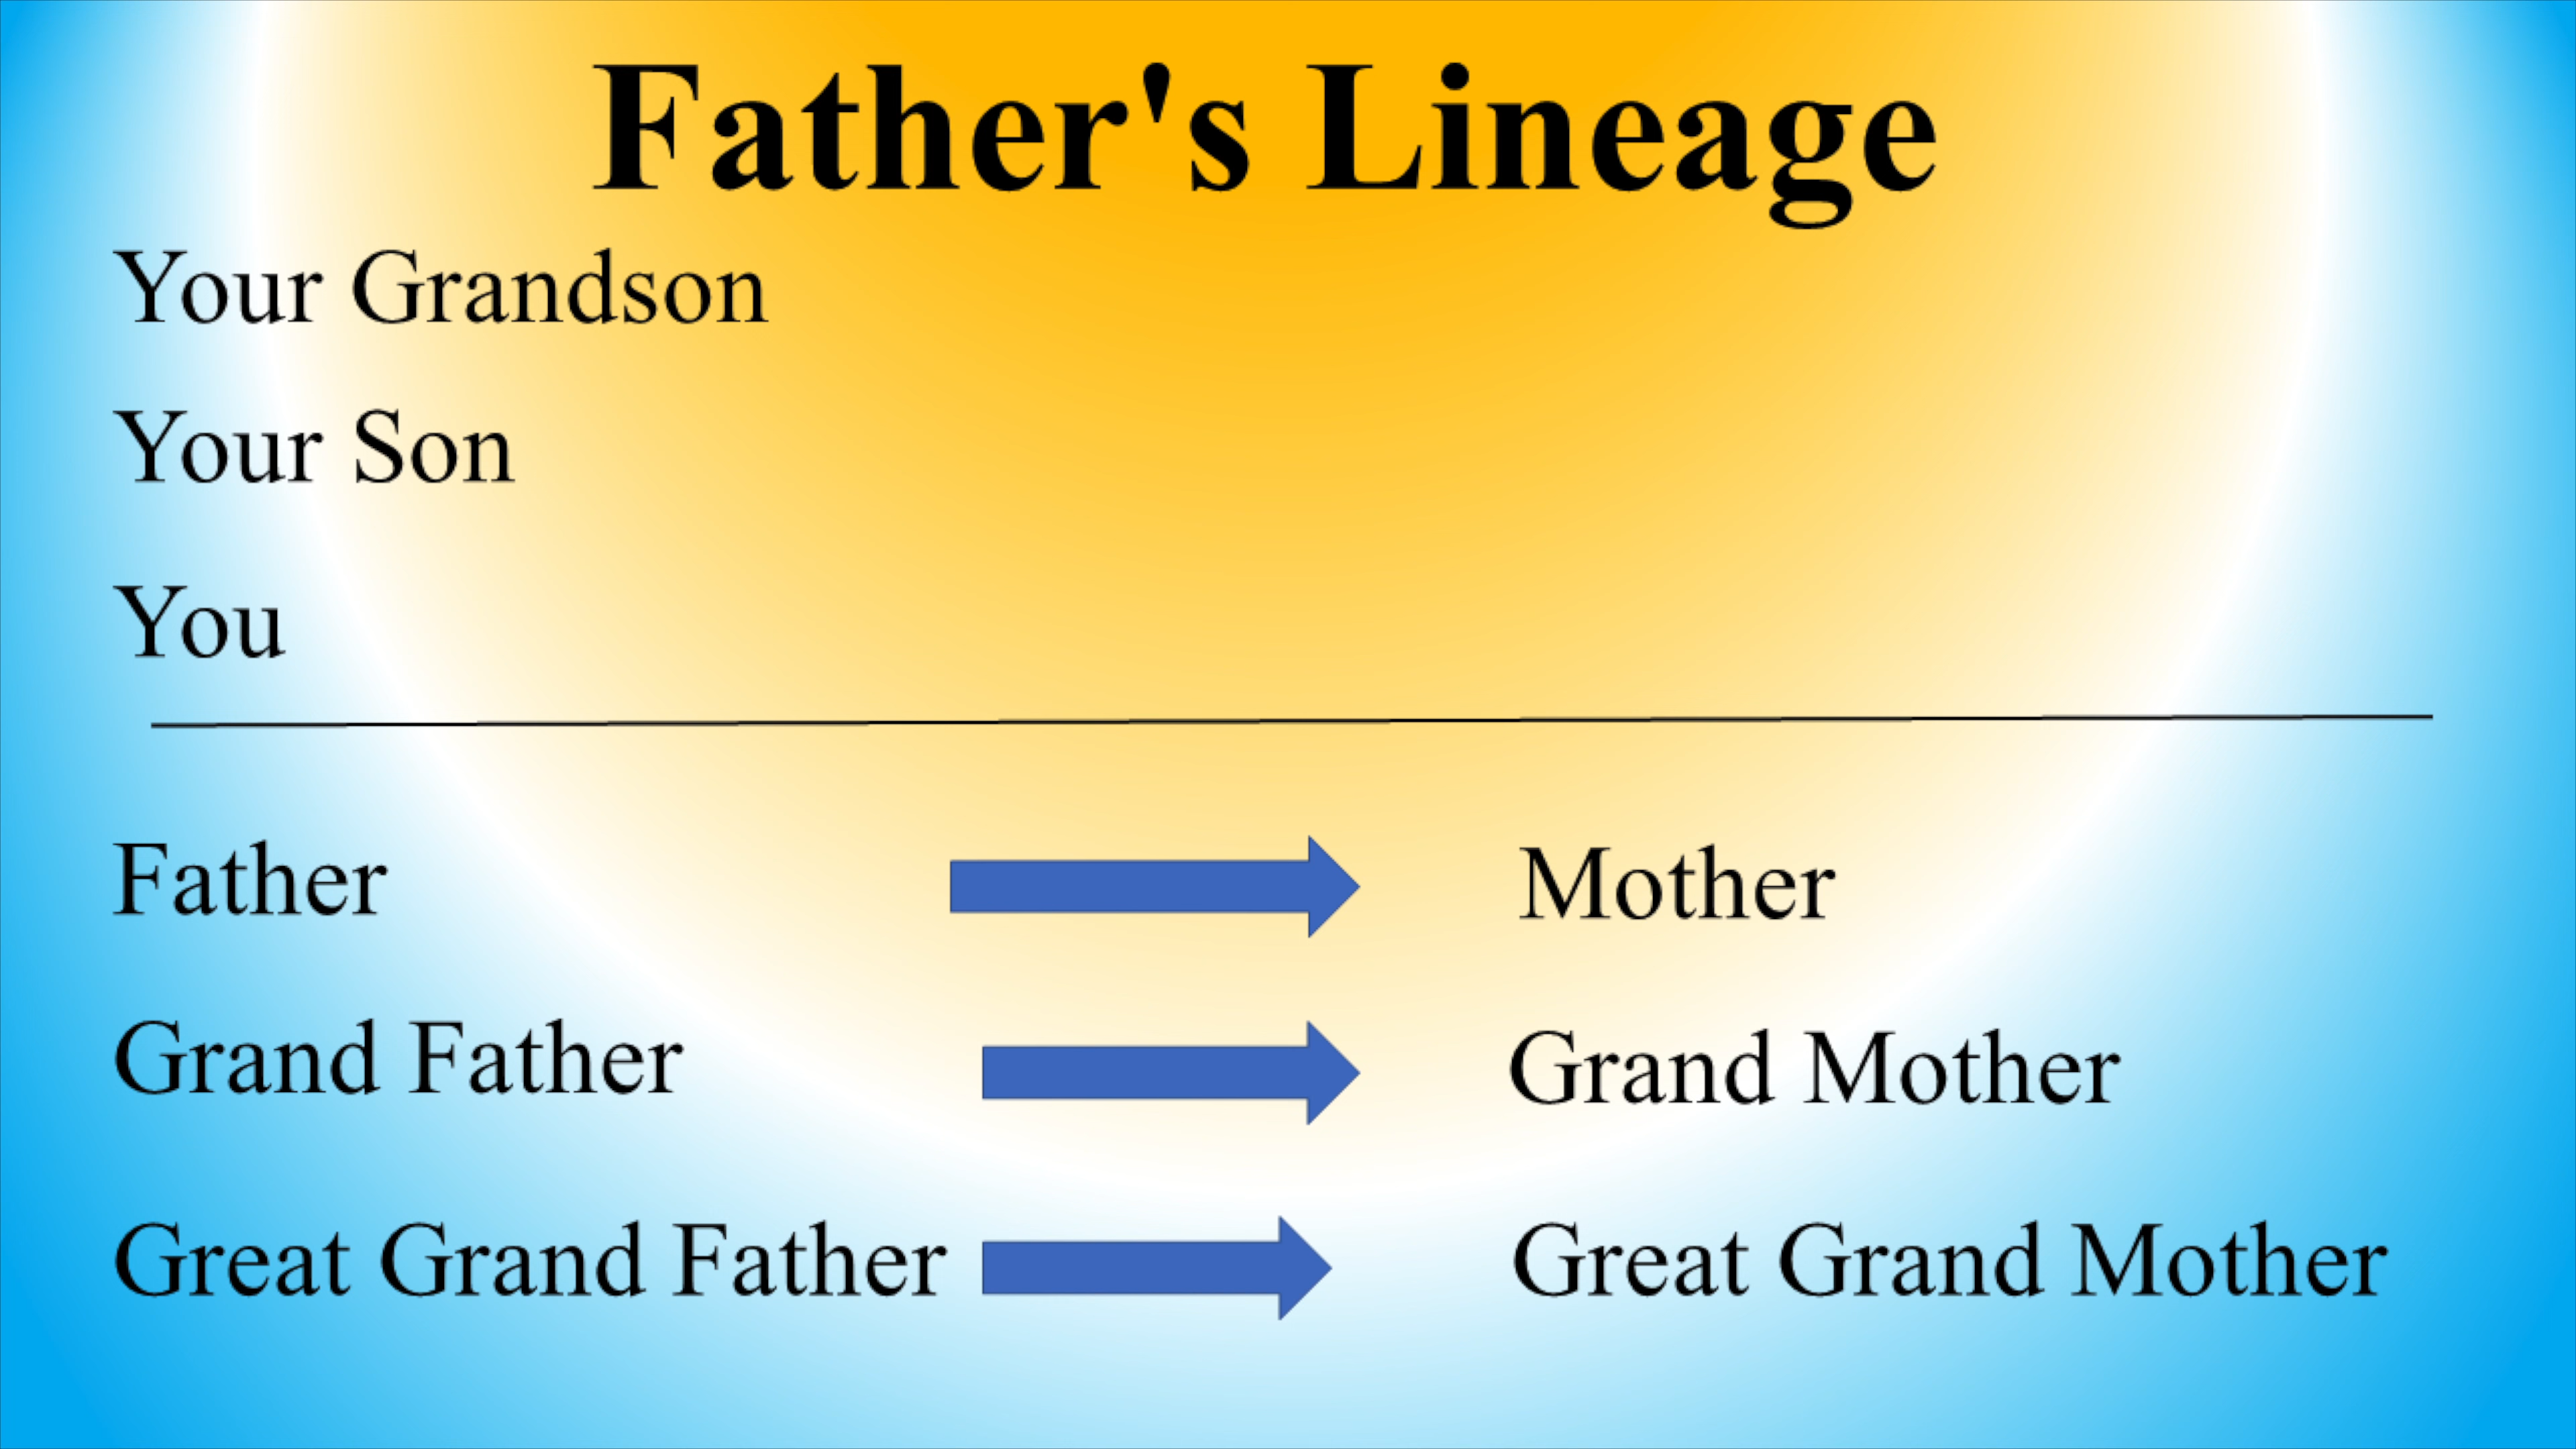 Father's Lineage
Your Grandson
Your Son
You
Father Mother
Grand Father Grand Mother
Great Grand Father Great Grand Mother